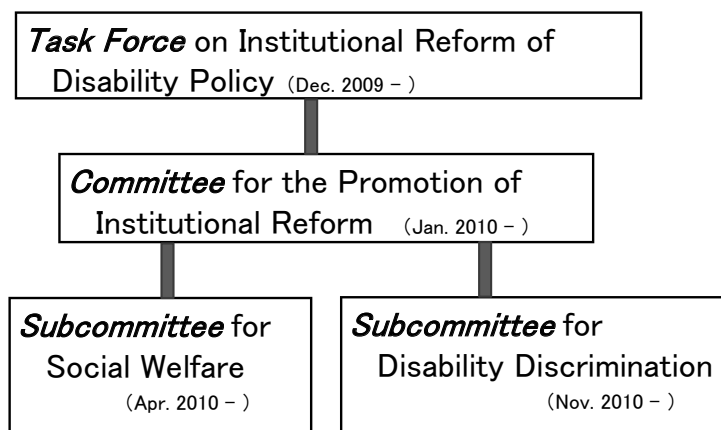 Task Force on Institutional Reform of
Disability Policy (Dec. 2009 – )
Committee for the Promotion of
Institutional Reform (Jan. 2010 – )
Subcommittee for
Social Welfare
(Apr. 2010 – )
Subcommittee for
Disability Discrimination
(Nov. 2010 – )